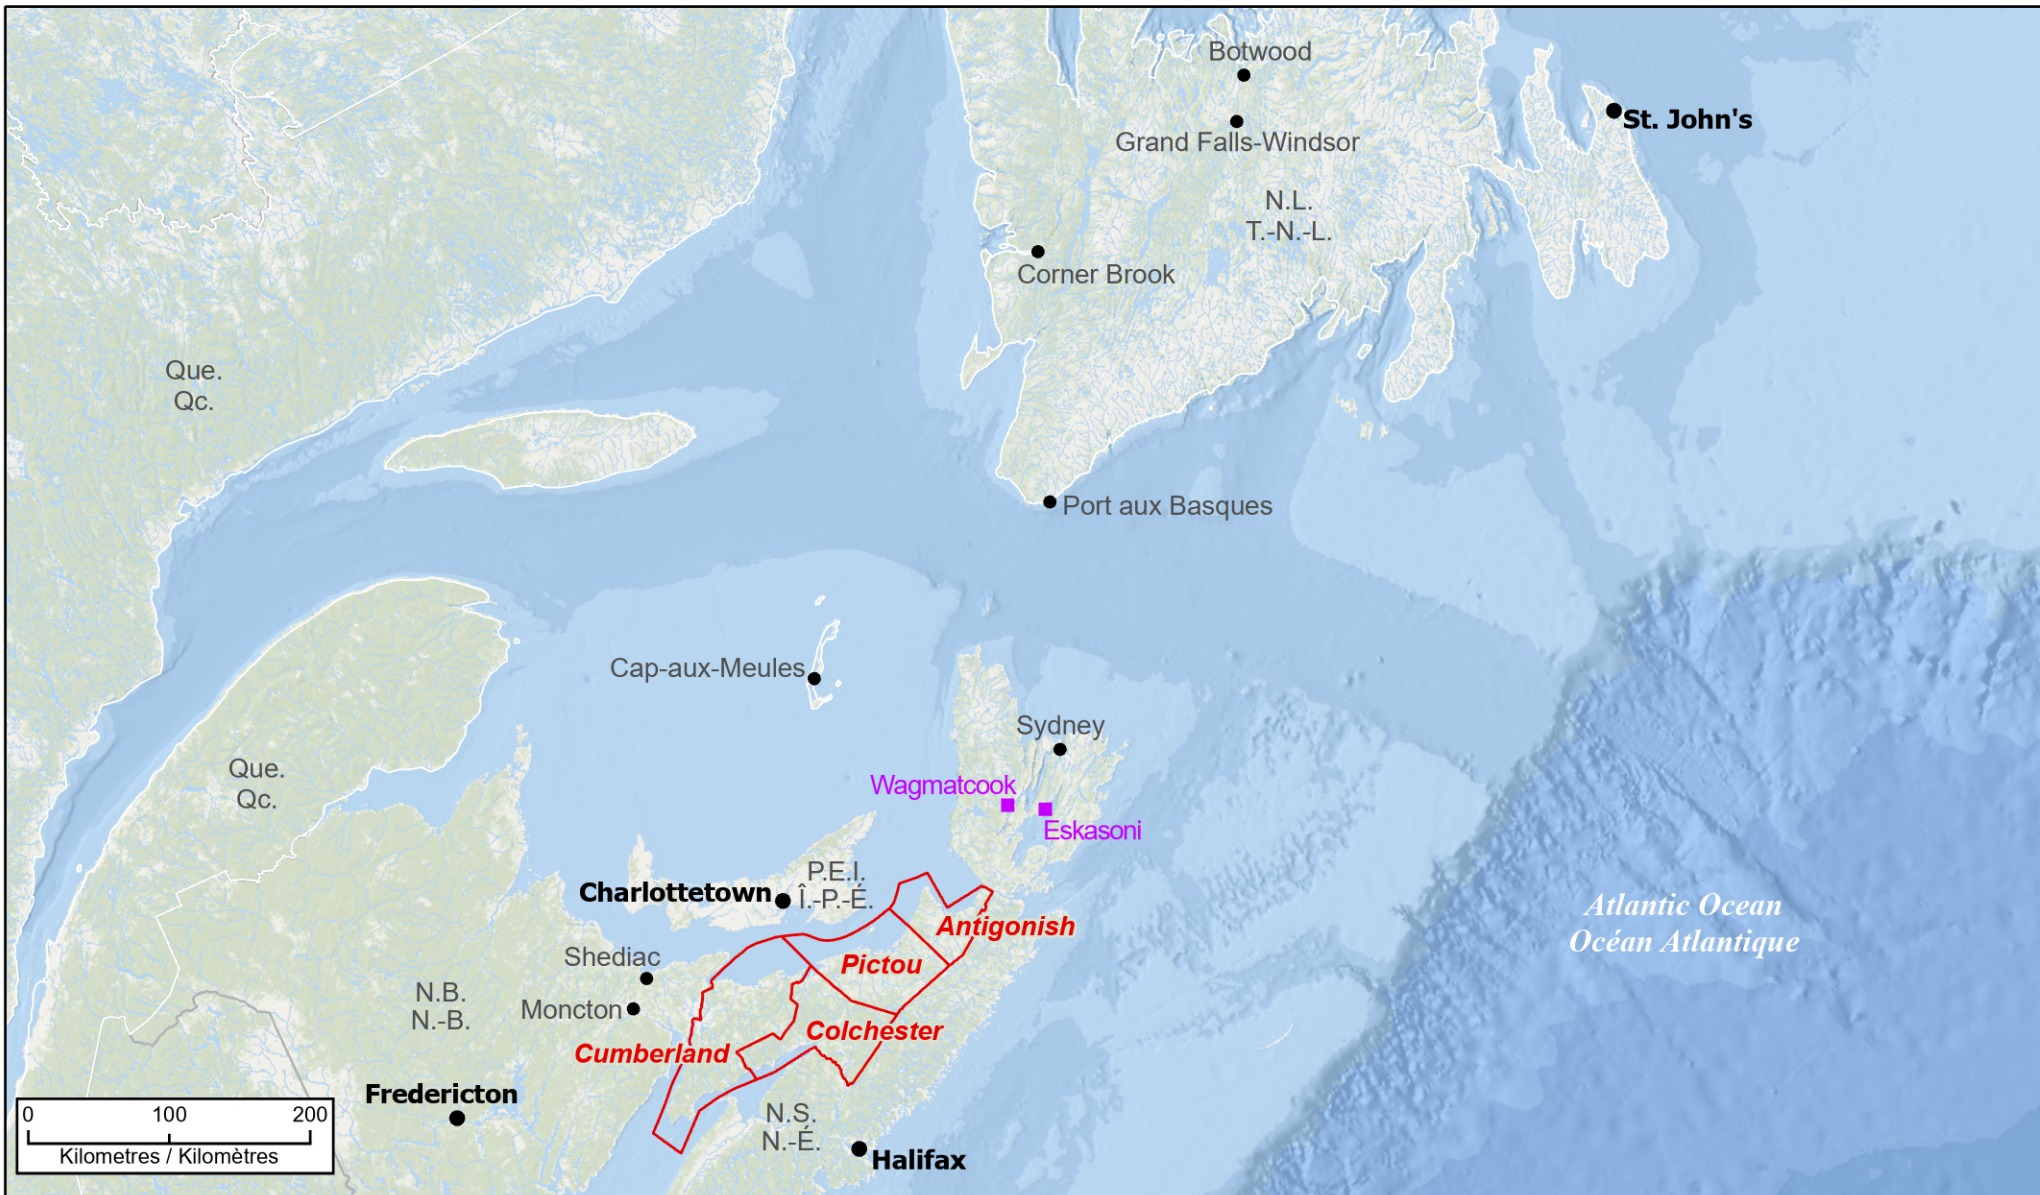 Botwood
St. John's
Grand Falls-Windsor
N.L.
T.-N.-L.
Corner Brook
Que.
Qc.
Port aux Basques
Cap-aux-Meules
Sydney
Que.
Qc.
Wagmatcook
Eskasoni
P.E.I.
Î.-P.-É.
Charlottetown
Atlantic Ocean
Océan Atlantique
Antigonish
Shediac
Pictou
N.B.
N.-B.
Moncton
Colchester
Cumberland
Fredericton
N.S.
N.-É.
Halifax
0 100 200
Kilometres / Kilomètres